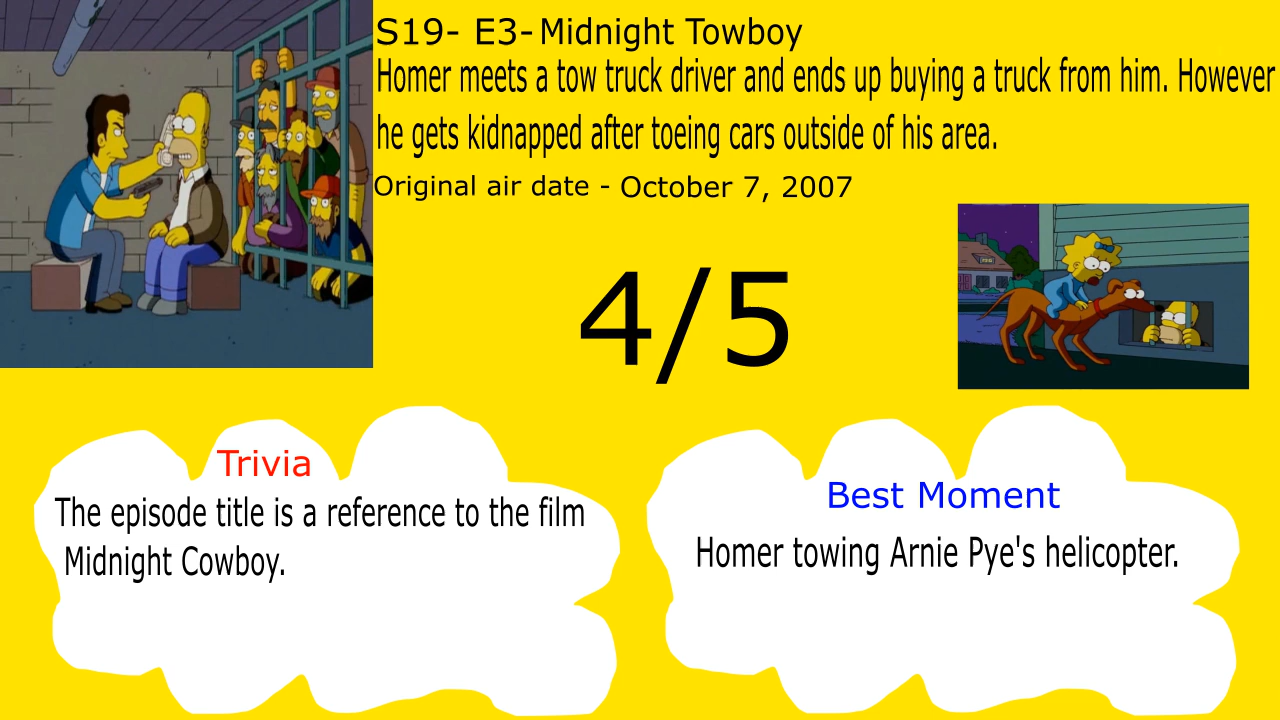 S19- E3- Midnight Towboy
Homer meets a tow truck driver and ends up buying a truck from him. However
he gets kidnapped after toeing cars outside of his area.
Original air date - October 7, 2007
4/5
Trivia
The episode title is a reference to the film
Midnight Cowboy.
Best Moment
Homer towing Arnie Pye's helicopter.